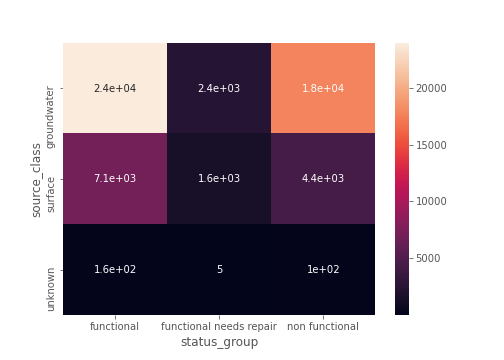 groundwater
2.4e+04 2.4e+03 1.8e+04
surface
7.1e+03 1.6e+03 4.4e+03
unknown
1.6e+02 5 1e+02
source_class
functional functional needs repair non functional
status_group
20000
15000
10000
5000